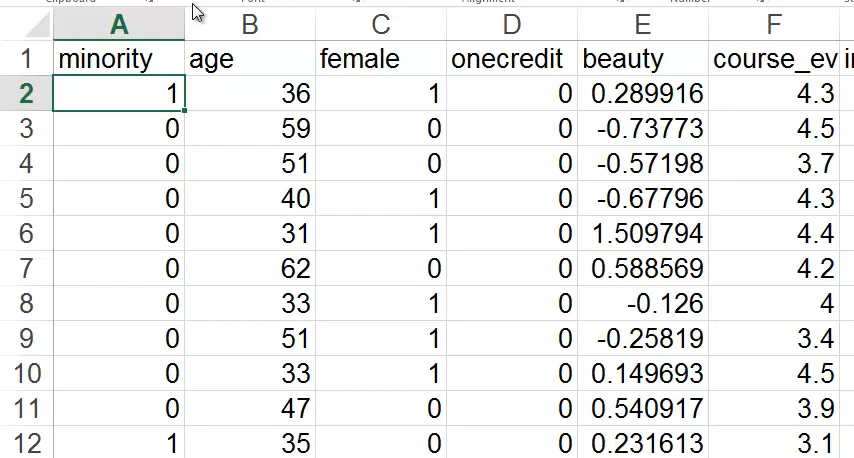 Clipboard Font Alignment Number
A B C D E F
1 minority age female onecredit beauty course_ev
2 1 36 1 0 0.289916 4.3
3 0 59 0 0 -0.73773 4.5
4 0 51 0 0 -0.57198 3.7
5 0 40 1 0 -0.67796 4.3
6 0 31 1 0 1.509794 4.4
7 0 62 0 0 0.588569 4.2
8 0 33 1 0 -0.126 4
9 0 51 1 0 -0.25819 3.4
10 0 33 1 0 0.149693 4.5
11 0 47 0 0 0.540917 3.9
12 1 35 0 0 0.231613 3.1